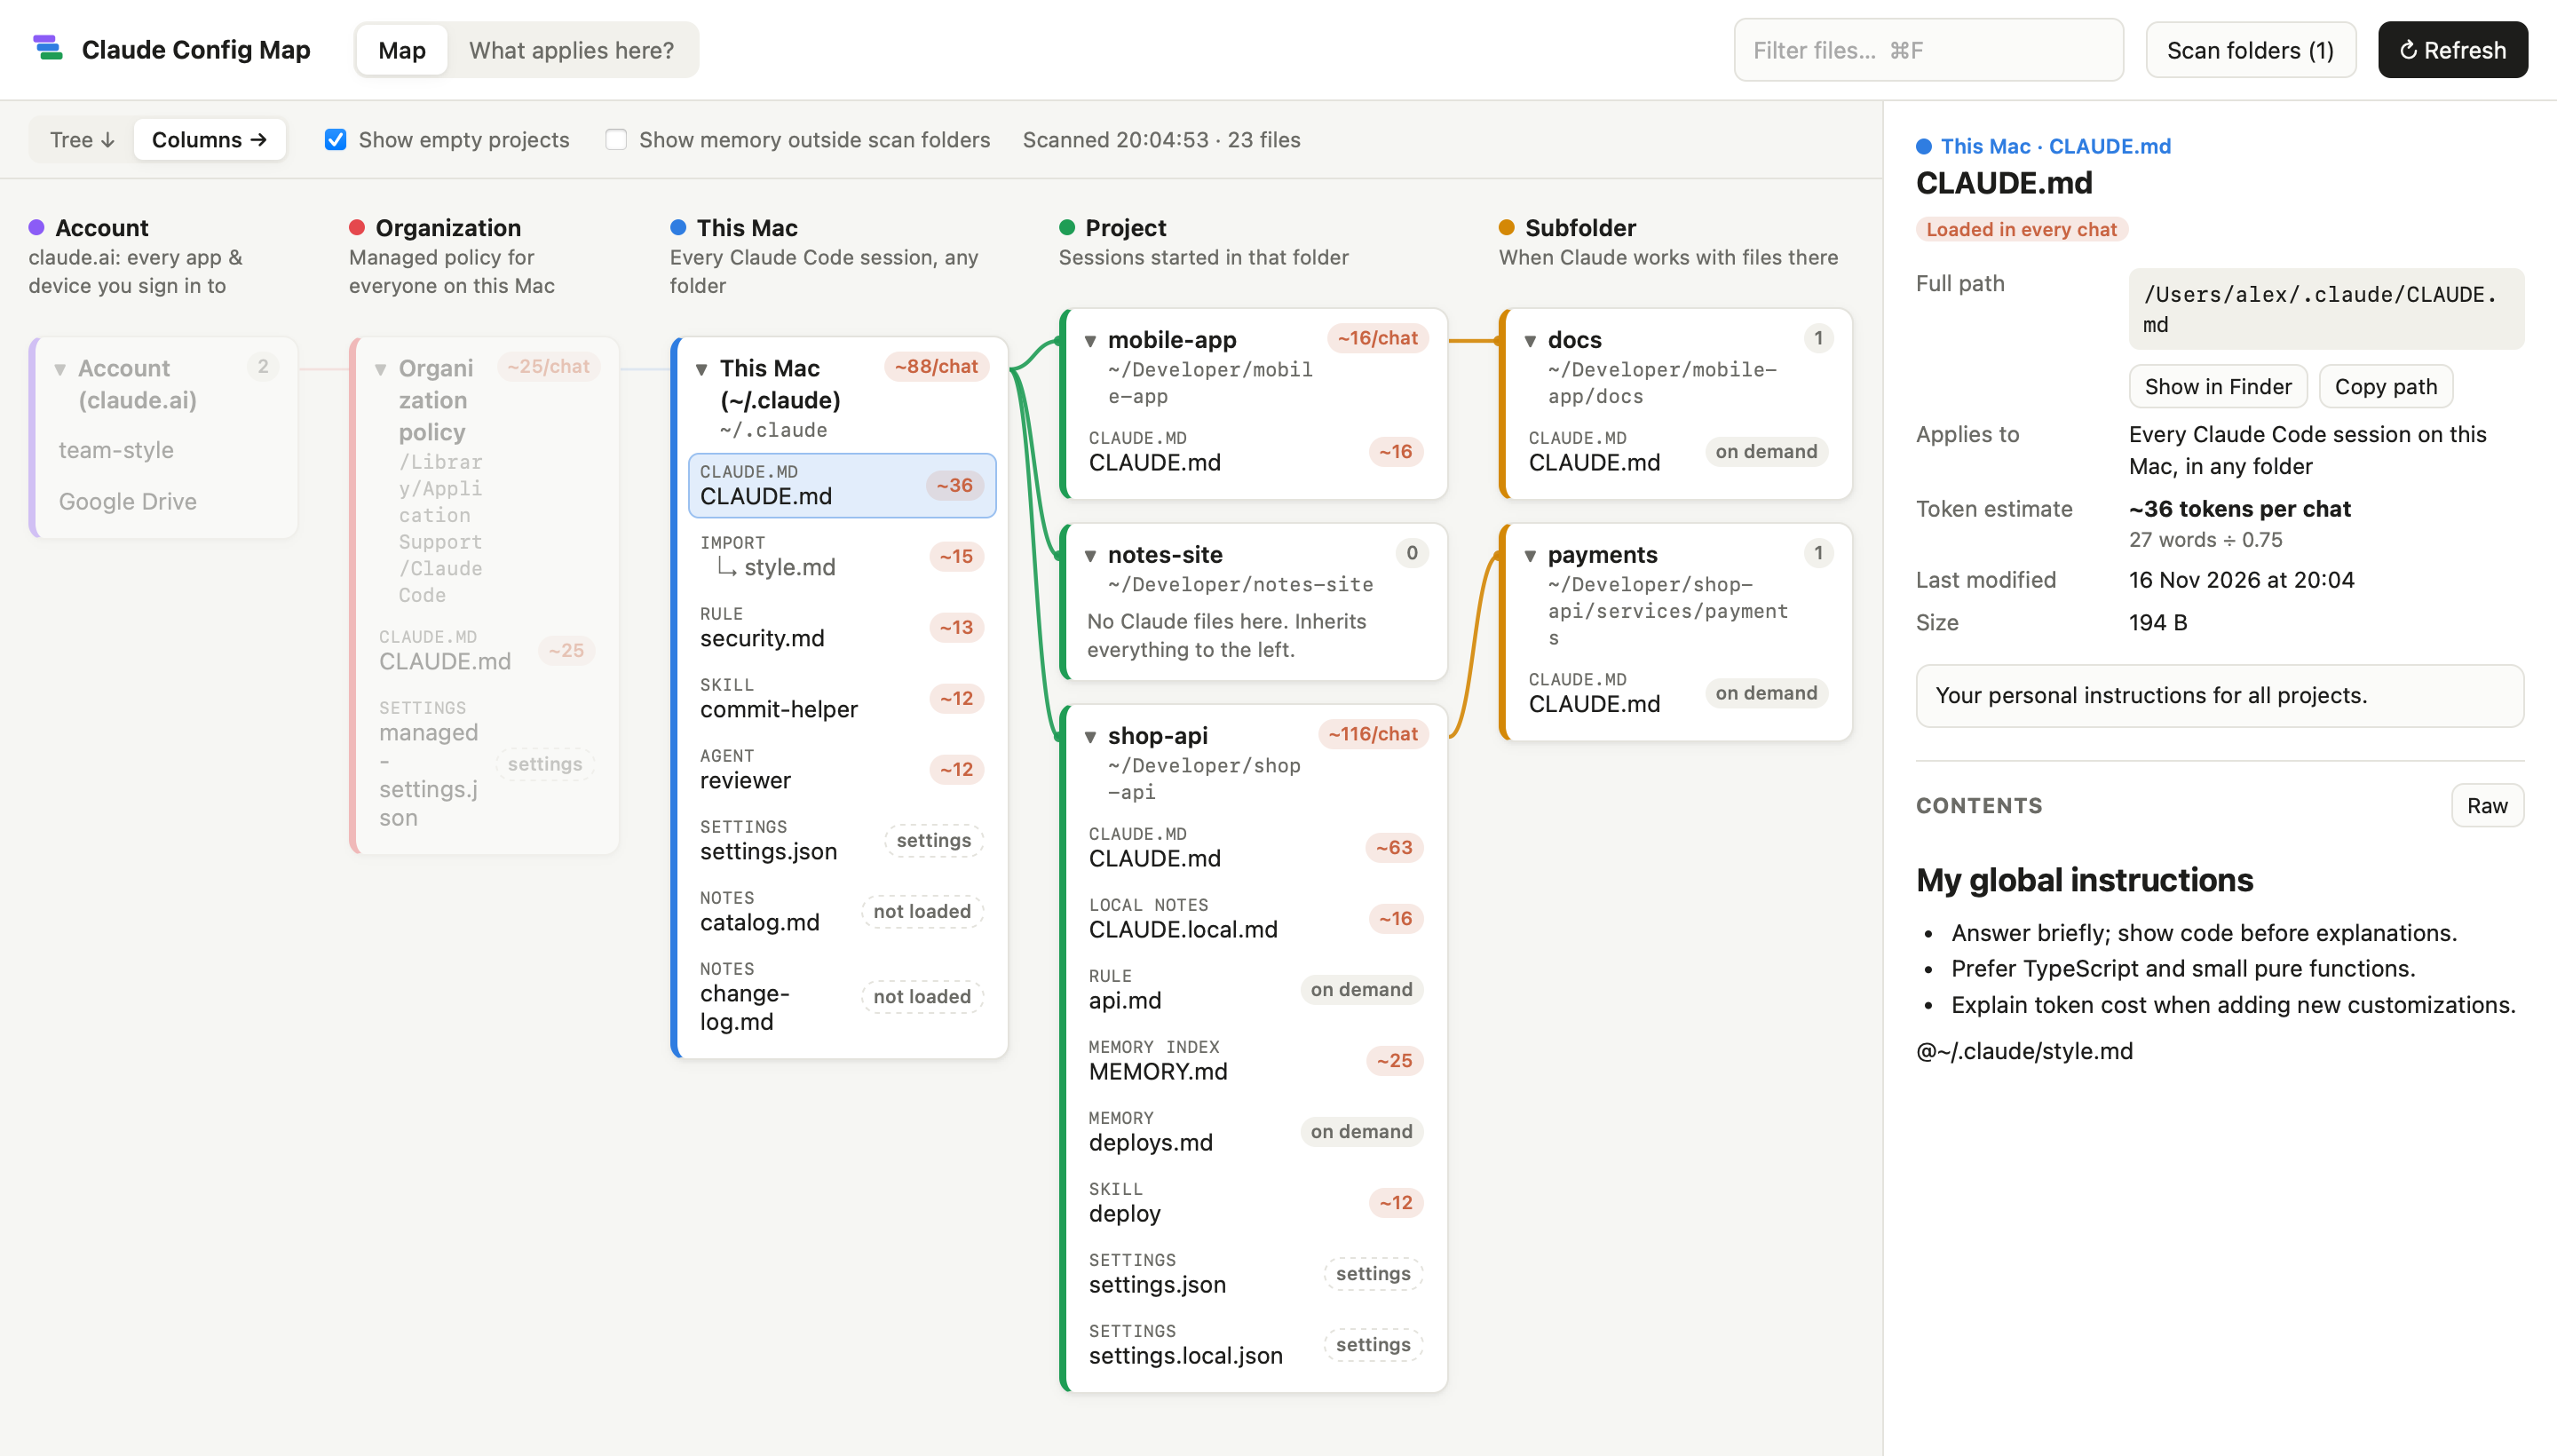 Claude Config Map
Map
What applies here?
Filter files... ⌘F
Scan folders (1)
↻ Refresh
Tree ↓
Columns →
Show empty projects
Show memory outside scan folders
Scanned 20:04:53 · 23 files
Account
claude.ai: every app &
device you sign in to
Account
(claude.ai)
2
team-style
Google Drive
Organization
Managed policy for
everyone on this Mac
Organi
zation
policy
~25/chat
/Librar
y/Appli
cation
Support
/Claude
Code
CLAUDE.MD
CLAUDE.md
~25
SETTINGS
managed
-
settings.j
son
settings
This Mac
Every Claude Code session, any
folder
This Mac
(~/.claude)
~88/chat
~/.claude
CLAUDE.MD
CLAUDE.md
~36
IMPORT
style.md
~15
RULE
security.md
~13
SKILL
commit-helper
~12
AGENT
reviewer
~12
SETTINGS
settings.json
settings
NOTES
catalog.md
not loaded
NOTES
change-
log.md
not loaded
Project
Sessions started in that folder
mobile-app
~16/chat
~/Developer/mobil
e-app
CLAUDE.MD
CLAUDE.md
~16
notes-site
0
~/Developer/notes-site
No Claude files here. Inherits
everything to the left.
shop-api
~116/chat
~/Developer/shop
-api
CLAUDE.MD
CLAUDE.md
~63
LOCAL NOTES
CLAUDE.local.md
~16
RULE
api.md
on demand
MEMORY INDEX
MEMORY.md
~25
MEMORY
deploys.md
on demand
SKILL
deploy
~12
SETTINGS
settings.json
settings
SETTINGS
settings.local.json
settings
Subfolder
When Claude works with files there
docs
1
~/Developer/mobile-
app/docs
CLAUDE.MD
CLAUDE.md
on demand
payments
1
~/Developer/shop-
api/services/payment
s
CLAUDE.MD
CLAUDE.md
on demand
This Mac · CLAUDE.md
CLAUDE.md
Loaded in every chat
Full path
/Users/alex/.claude/CLAUDE.
md
Show in Finder
Copy path
Applies to
Every Claude Code session on this
Mac, in any folder
Token estimate
~36 tokens per chat
27 words ÷ 0.75
Last modified
16 Nov 2026 at 20:04
Size
194 B
Your personal instructions for all projects.
CONTENTS
Raw
My global instructions
• Answer briefly; show code before explanations.
• Prefer TypeScript and small pure functions.
• Explain token cost when adding new customizations.
@~/.claude/style.md